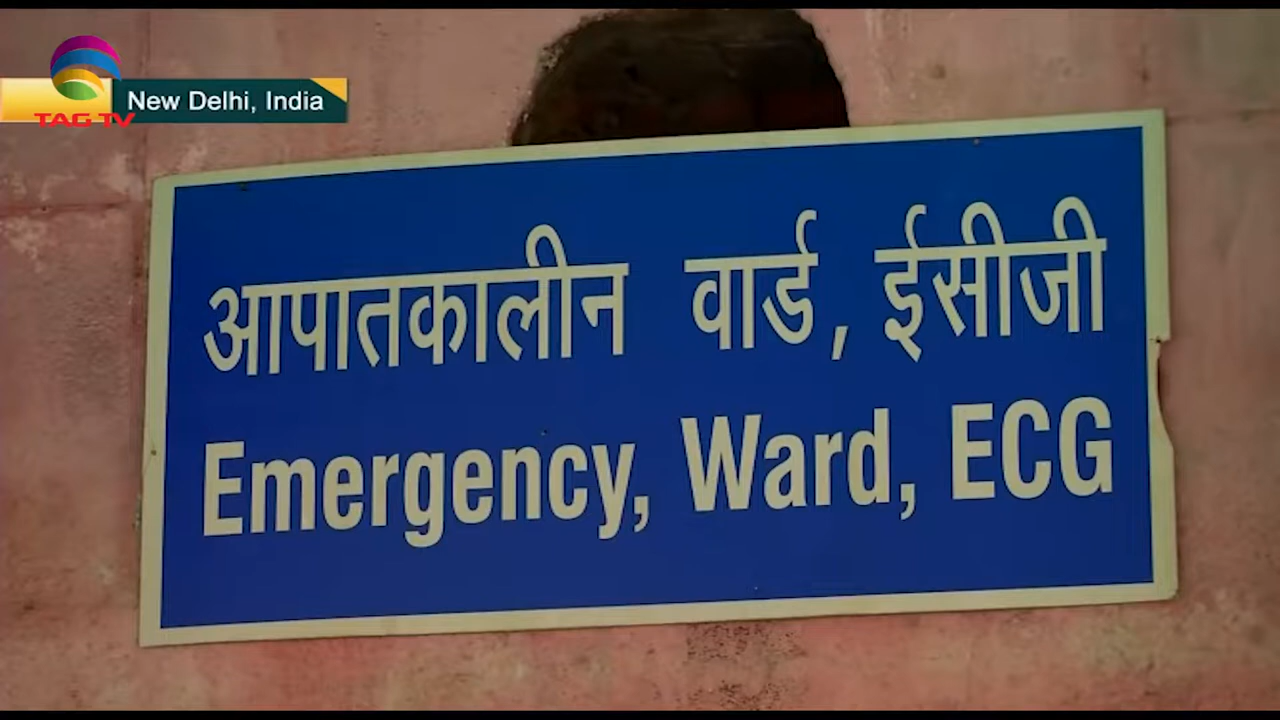 New Delhi, India
TAG TV
आपातकालीन वार्ड, ईसीजी
Emergency, Ward, ECG